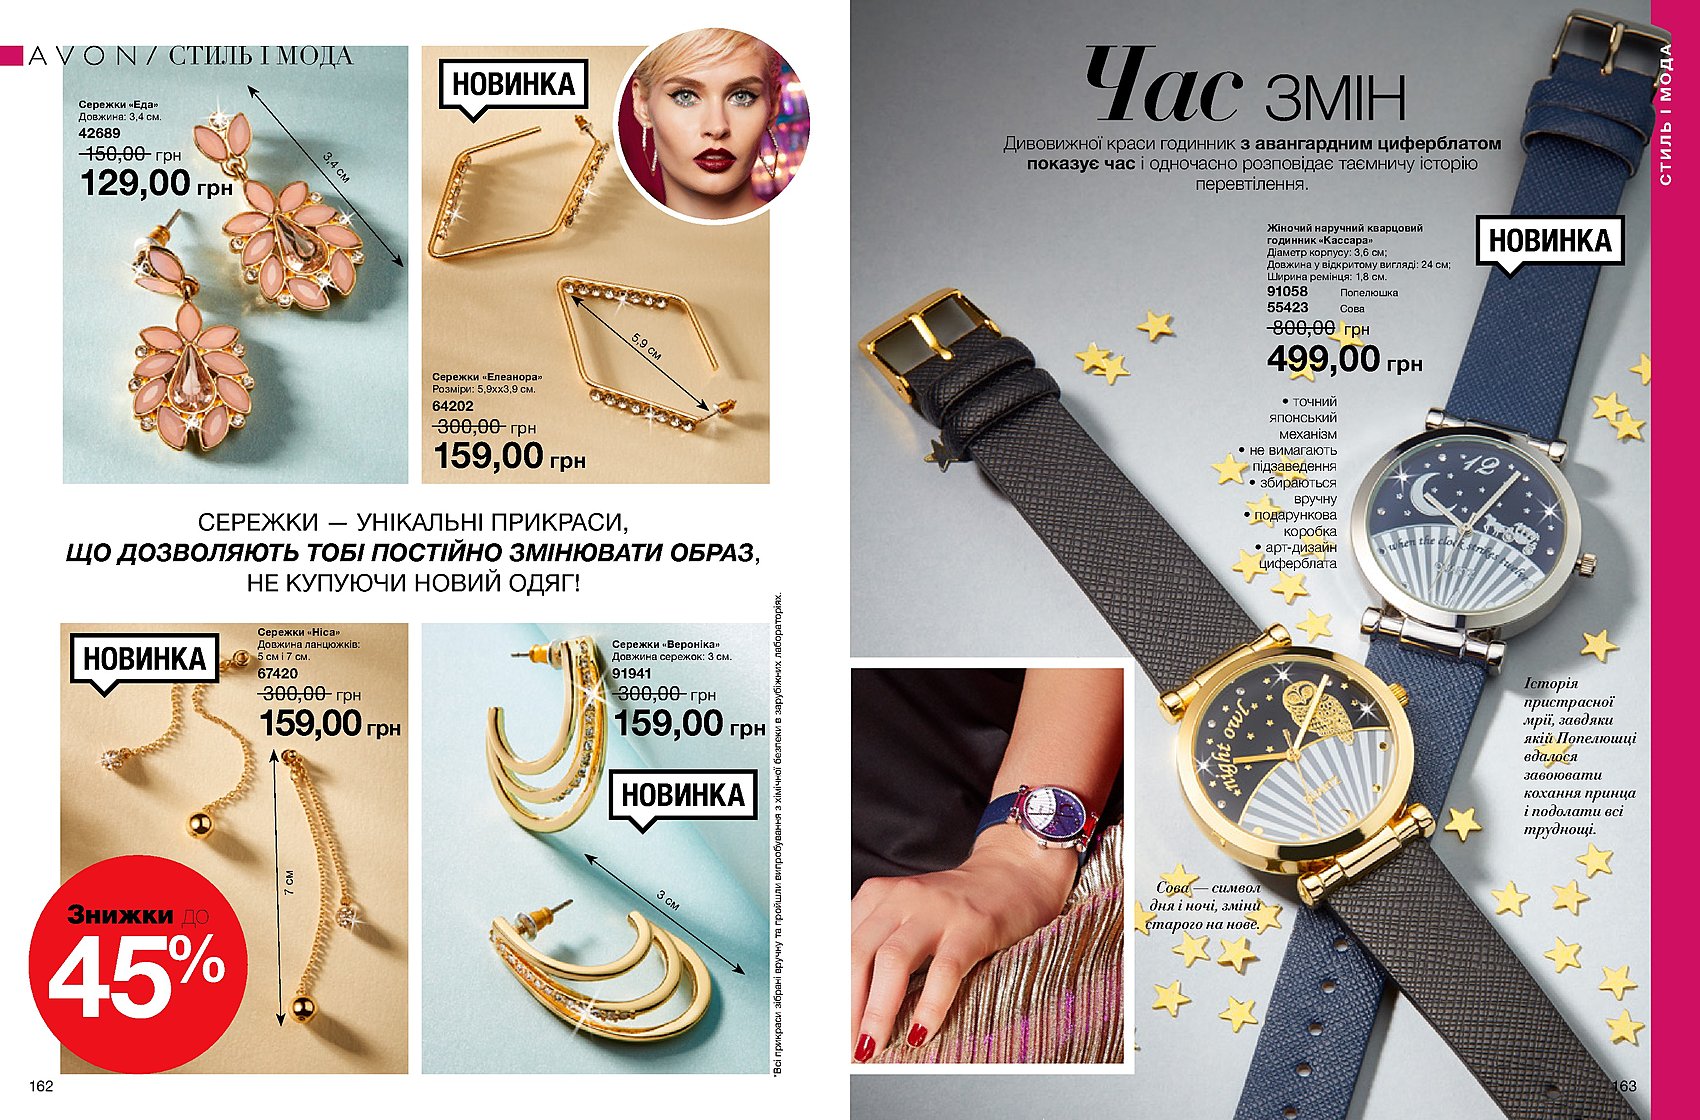 AVON / СТИЛЬ І МОДА
Сережки «Еда»
Довжина: 3,4 см.
42689
150,00 грн
129,00 грн
3,4 см
НОВИНКА
5,9 см
Сережки «Елеанора»
Розміри: 5,9хх3,9 см.
64202
300,00 грн
159,00 грн
СЕРЕЖКИ — УНІКАЛЬНІ ПРИКРАСИ,
ЩО ДОЗВОЛЯЮТЬ ТОБІ ПОСТІЙНО ЗМІНЮВАТИ ОБРАЗ,
НЕ КУПУЮЧИ НОВИЙ ОДЯГ!
НОВИНКА
Сережки «Ніса»
Довжина ланцюжків:
5 см і 7 см.
67420
300,00 грн
159,00 грн
7 см
Знижки до
45%
Сережки «Вероніка»
Довжина сережок: 3 см.
91941
300,00 грн
159,00 грн
НОВИНКА
3 см
*Всі прикраси зібрані вручну та пройшли випробування з хімічної безпеки в зарубіжних лабораторіях.
162
Час ЗМІН
Дивовижної краси годинник з авангардним циферблатом
показує час і одночасно розповідає таємничу історію
перевтілення.
СТИЛЬ І МОДА
НОВИНКА
Жіночий наручний кварцовий
годинник «Кассара»
Діаметр корпусу: 3,6 см;
Довжина у відкритому вигляді: 24 см;
Ширина ремінця: 1,8 см.
91058 Попелюшка
55423 Сова
800,00 грн
499,00 грн
• точний
японський
механізм
• не вимагають
підзаведення
• збираються
вручну
• подарункова
коробка
• арт-дизайн
циферблата
12
when the clock strikes twelve
night owl
Історія
пристрасної
мрії, завдяки
якій Попелюшці
вдалося
завоювати
кохання принца
і подолати всі
труднощі.
Сова — символ
дня і ночі, зміни
старого на нове.
163